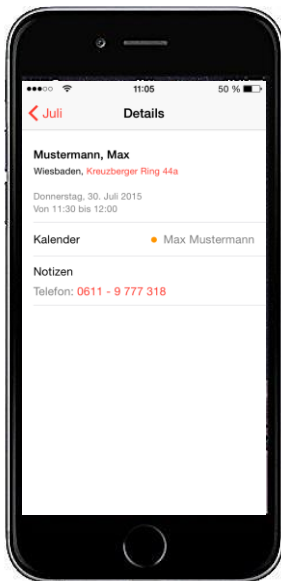 11:05 50 %
Juli Details
Mustermann, Max
Wiesbaden, Kreuzberger Ring 44a
Donnerstag, 30. Juli 2015
Von 11:30 bis 12:00
Kalender Max Mustermann
Notizen
Telefon: 0611 - 9 777 318